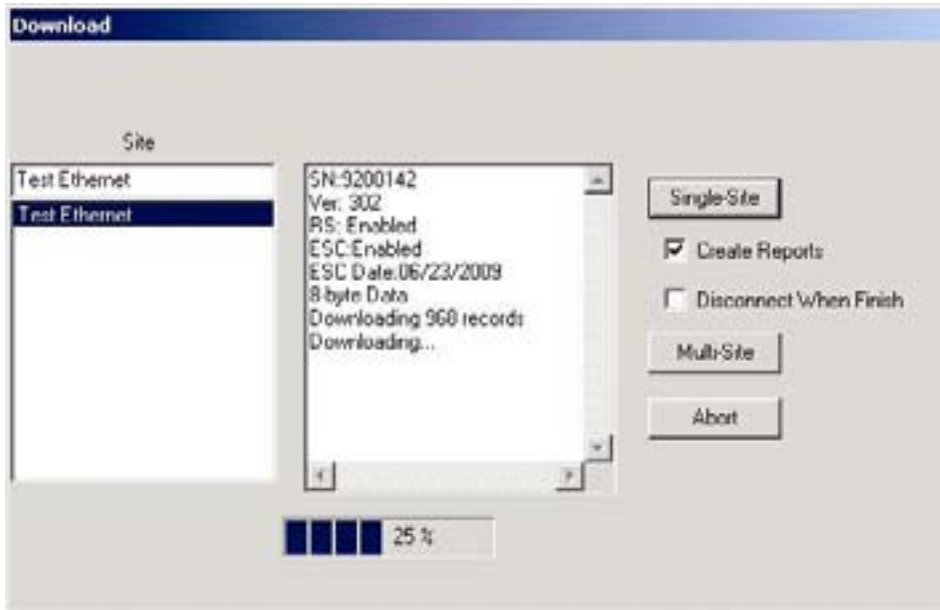 Download
Site
Test Ethernet
Test Ethernet
SN:9200142
Ver: 302
RS: Enabled
ESC:Enabled
ESC Date:06/23/2009
8-byte Data
Downloading 968 records
Downloading...
Single-Site
Create Reports
Disconnect When Finish
Multi-Site
Abort
25 %